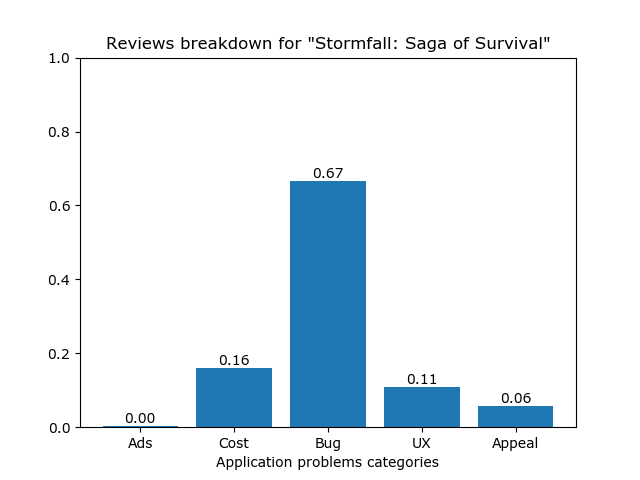 Reviews breakdown for "Stormfall: Saga of Survival"
1.0
0.8
0.6
0.4
0.2
0.0
0.00
0.16
0.67
0.11
0.06
Ads
Cost
Bug
UX
Appeal
Application problems categories